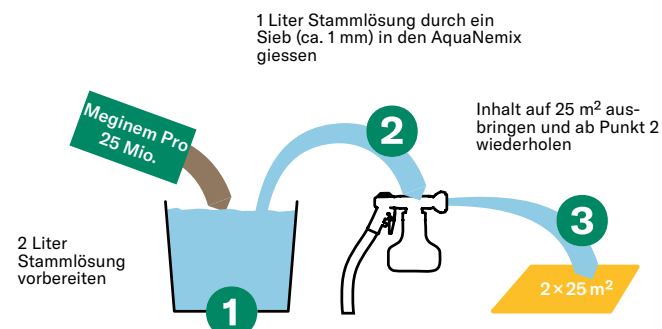 1 Liter Stammlösung durch ein
Sieb (ca. 1 mm) in den AquaNemix
giessen
Meginem Pro
25 Mio.
2
Inhalt auf 25 m² aus-
bringen und ab Punkt 2
wiederholen
2 Liter
Stammlösung
vorbereiten
1
3
2 × 25 m²